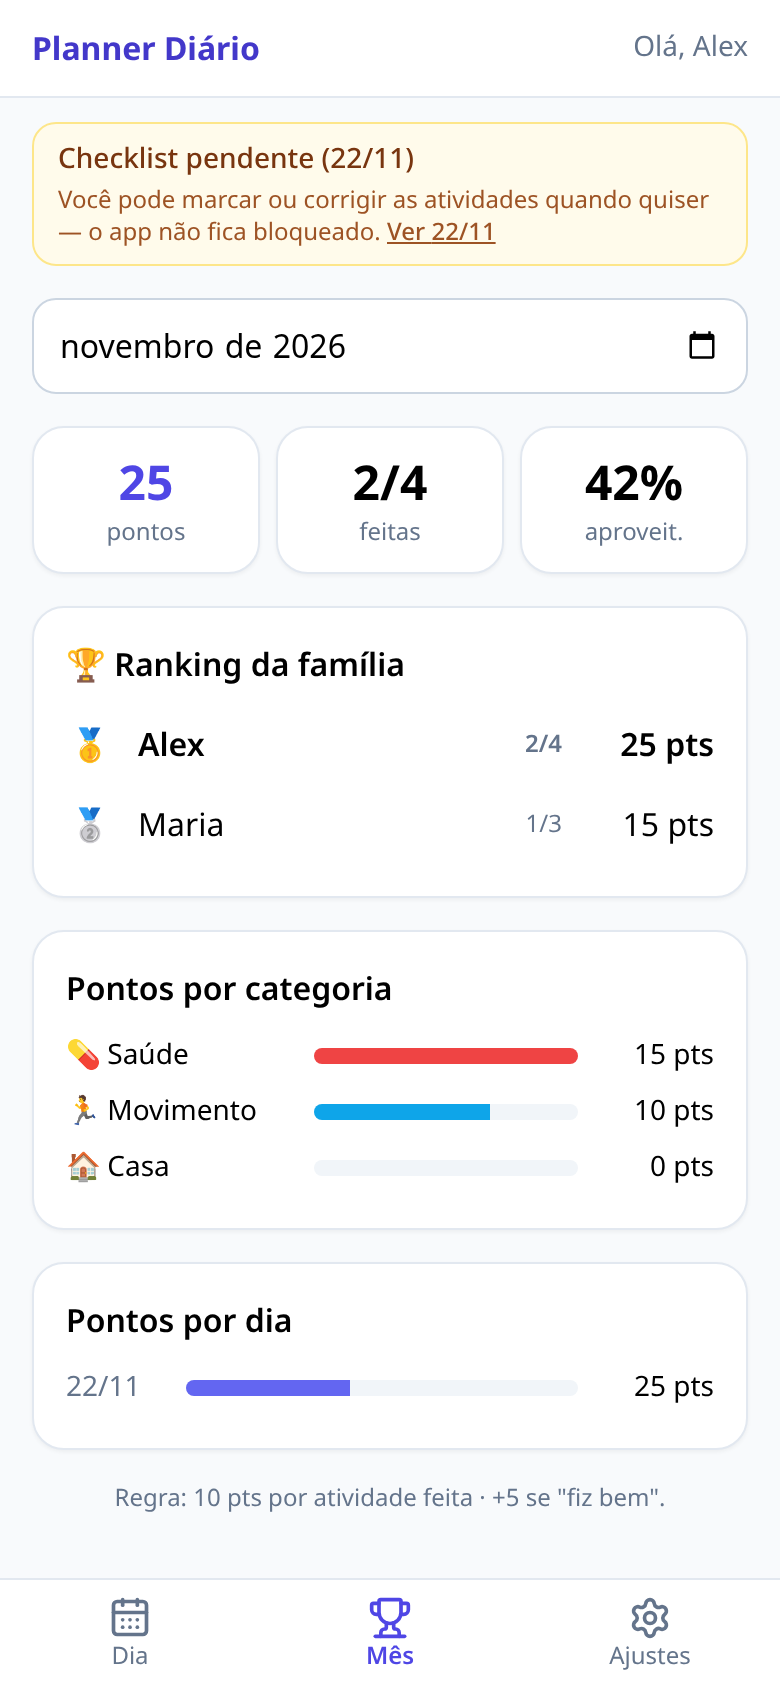 Planner Diário
Olá, Alex
Checklist pendente (22/11)
Você pode marcar ou corrigir as atividades quando quiser
— o app não fica bloqueado. Ver 22/11
novembro de 2026
25
pontos
2/4
feitas
42%
aproveit.
🏆 Ranking da família
🥇 Alex 2/4 25 pts
🥈 Maria 1/3 15 pts
Pontos por categoria
💊 Saúde 15 pts
🏃 Movimento 10 pts
🏠 Casa 0 pts
Pontos por dia
22/11 25 pts
Regra: 10 pts por atividade feita · +5 se "fiz bem".
Dia
Mês
Ajustes